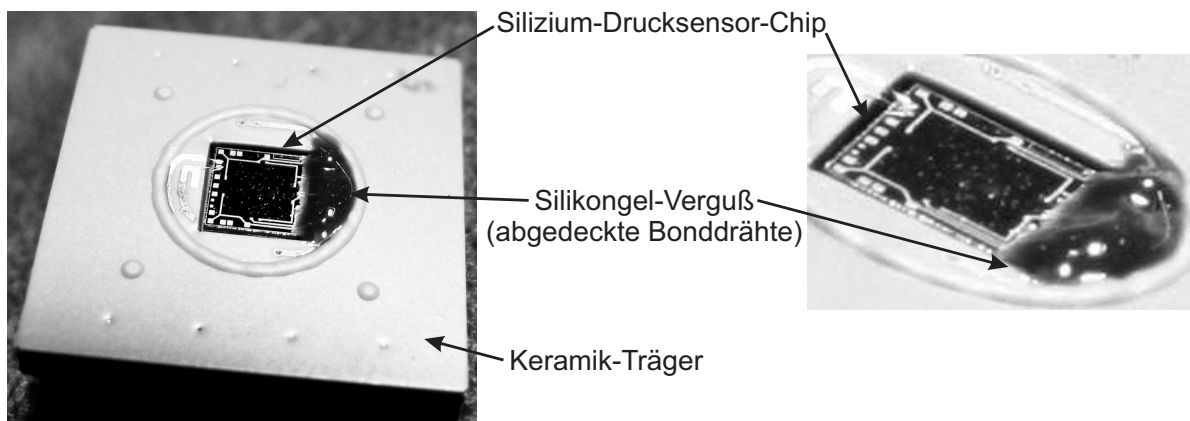 Silizium-Drucksensor-Chip
Silikongel-Verguß
(abgedeckte Bonddrähte)
Keramik-Träger